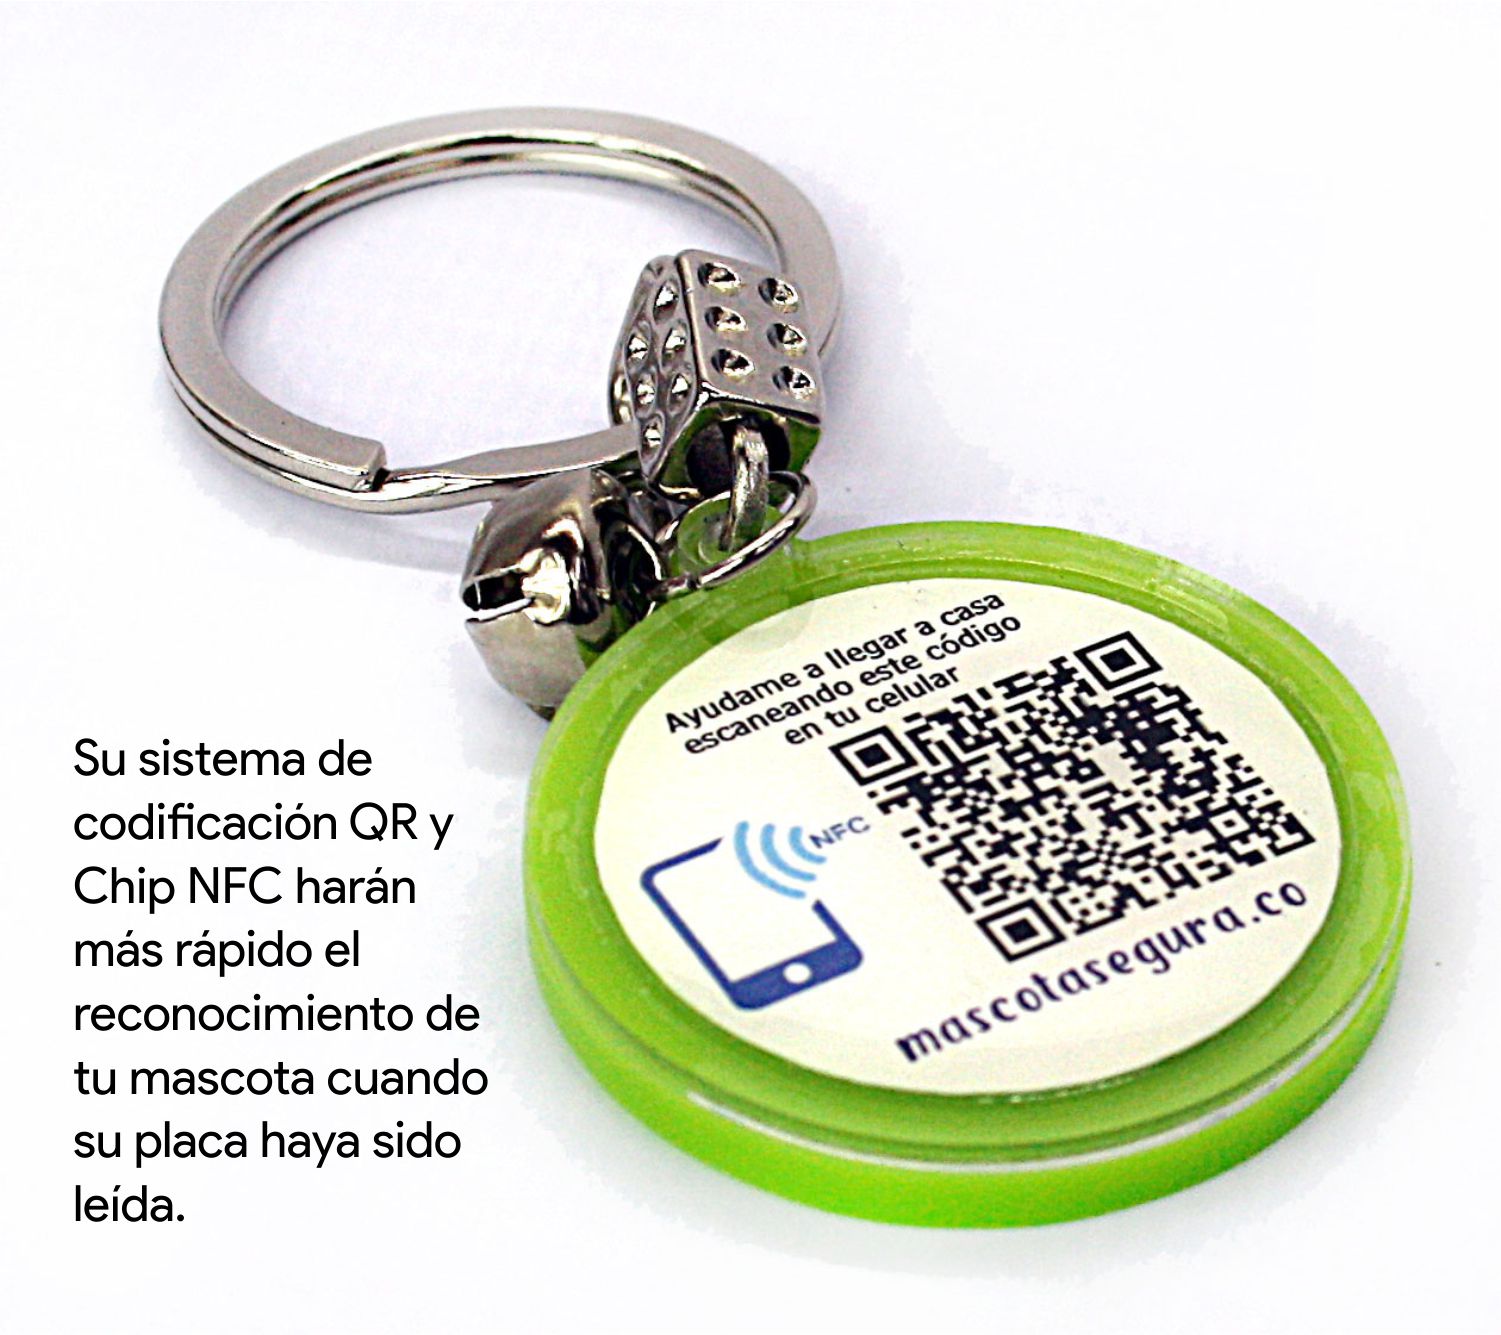 Ayudame a llegar a casa
escaneando este código
en tu celular
NFC
mascotasegura.co
Su sistema de
codificación QR y
Chip NFC harán
más rápido el
reconocimiento de
tu mascota cuando
su placa haya sido
leída.